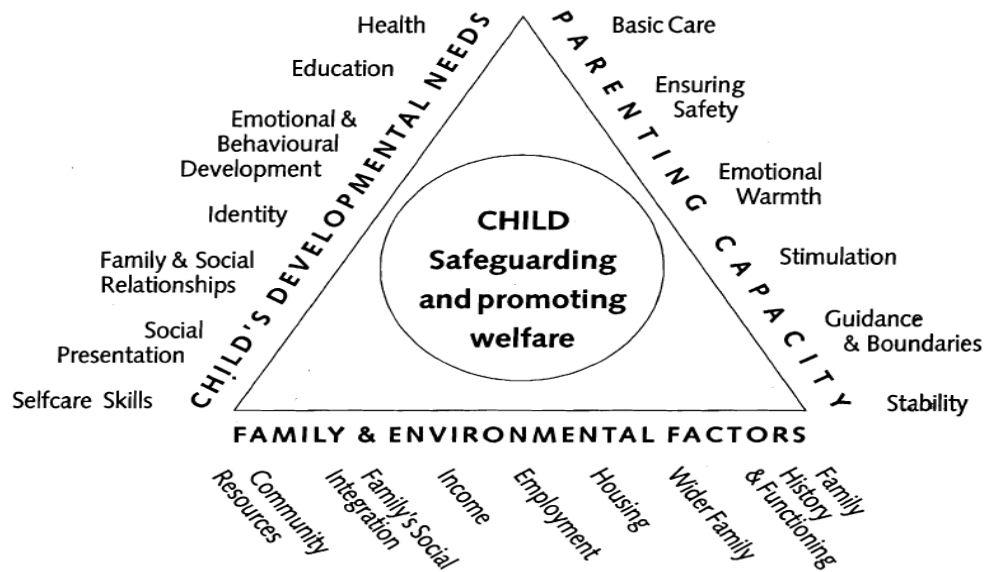 Health
Education
Emotional &
Behavioural
Development
Identity
Family & Social
Relationships
Social
Presentation
Selfcare Skills
CHILD'S DEVELOPMENTAL NEEDS
PARENTING CAPACITY
Basic Care
Ensuring
Safety
Emotional
Warmth
Stimulation
Guidance
& Boundaries
Stability
CHILD
Safeguarding
and promoting
welfare
FAMILY & ENVIRONMENTAL FACTORS
Community
Resources
Family's Social
Integration
Income
Employment
Housing
Wider Family
Family
History
& Functioning